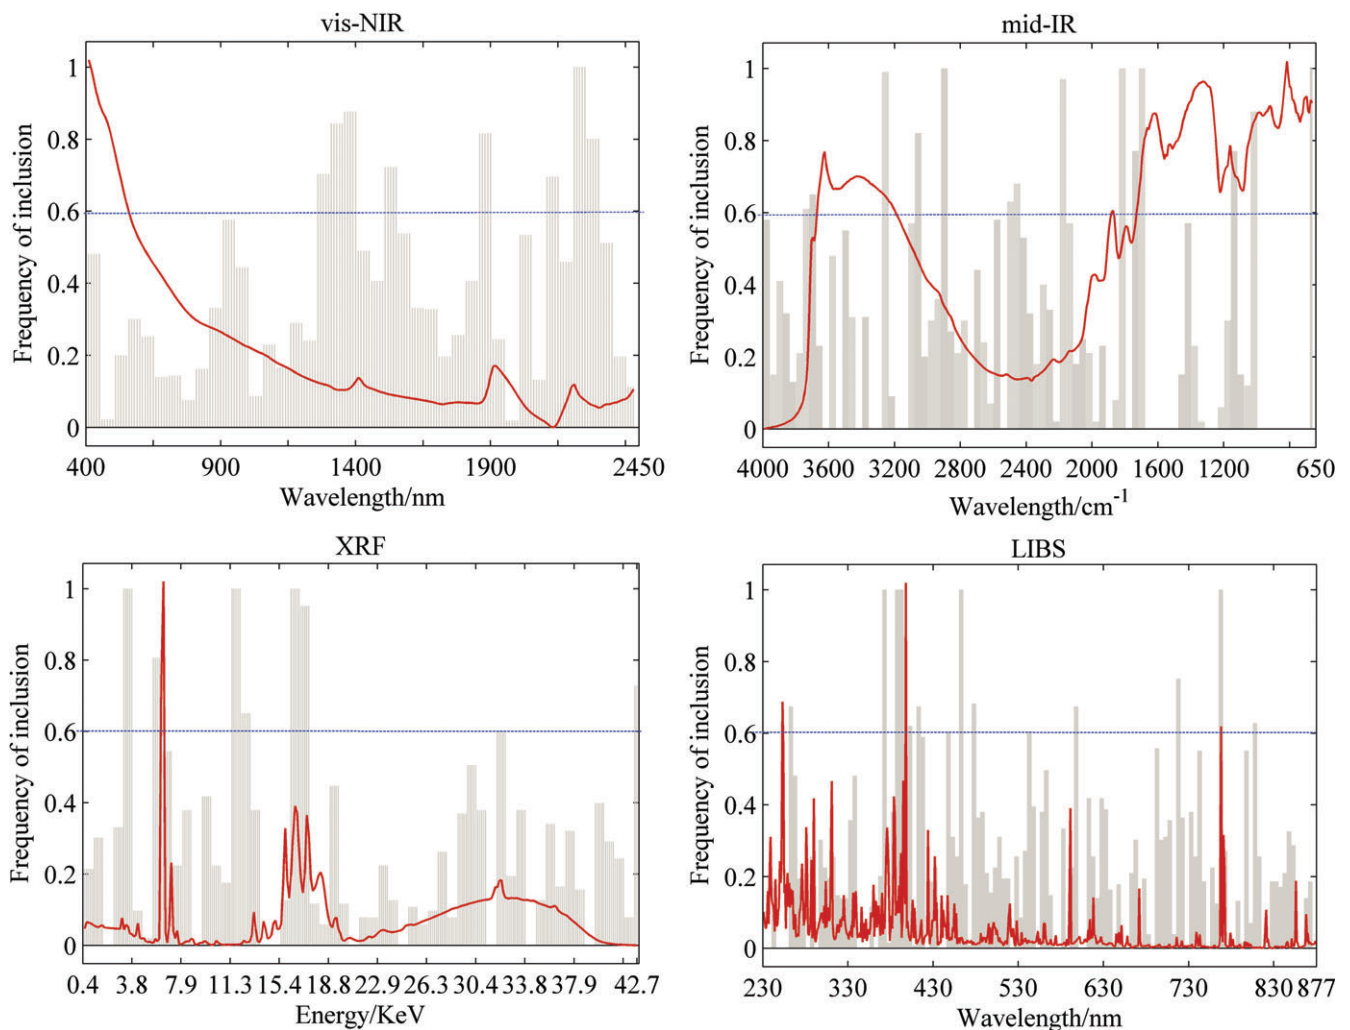 vis-NIR
Frequency of inclusion
1
0.8
0.6
0.4
0.2
0
400 900 1400 1900 2450
Wavelength/nm
mid-IR
Frequency of inclusion
1
0.8
0.6
0.4
0.2
0
4000 3600 3200 2800 2400 2000 1600 1200 650
Wavelength/cm-1
XRF
Frequency of inclusion
1
0.8
0.6
0.4
0.2
0
0.4 3.8 7.9 11.3 15.4 18.8 22.9 26.3 30.4 33.8 37.9 42.7
Energy/KeV
LIBS
Frequency of inclusion
1
0.8
0.6
0.4
0.2
0
230 330 430 530 630 730 830 877
Wavelength/nm